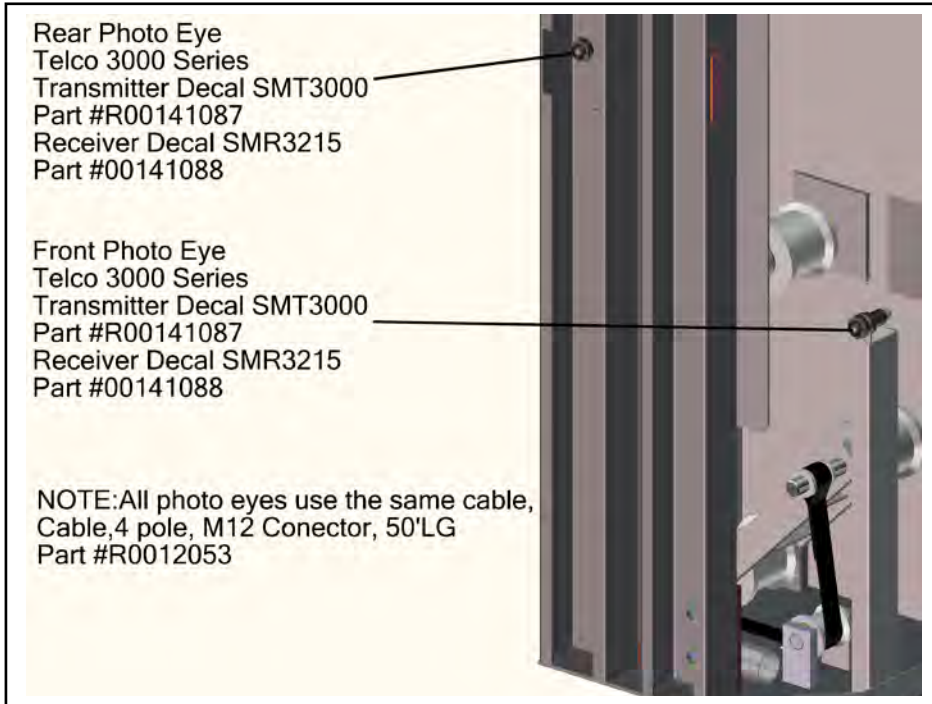 Rear Photo Eye
Telco 3000 Series
Transmitter Decal SMT3000
Part #R00141087
Receiver Decal SMR3215
Part #00141088
Front Photo Eye
Telco 3000 Series
Transmitter Decal SMT3000
Part #R00141087
Receiver Decal SMR3215
Part #00141088
NOTE:All photo eyes use the same cable,
Cable,4 pole, M12 Conector, 50'LG
Part #R0012053